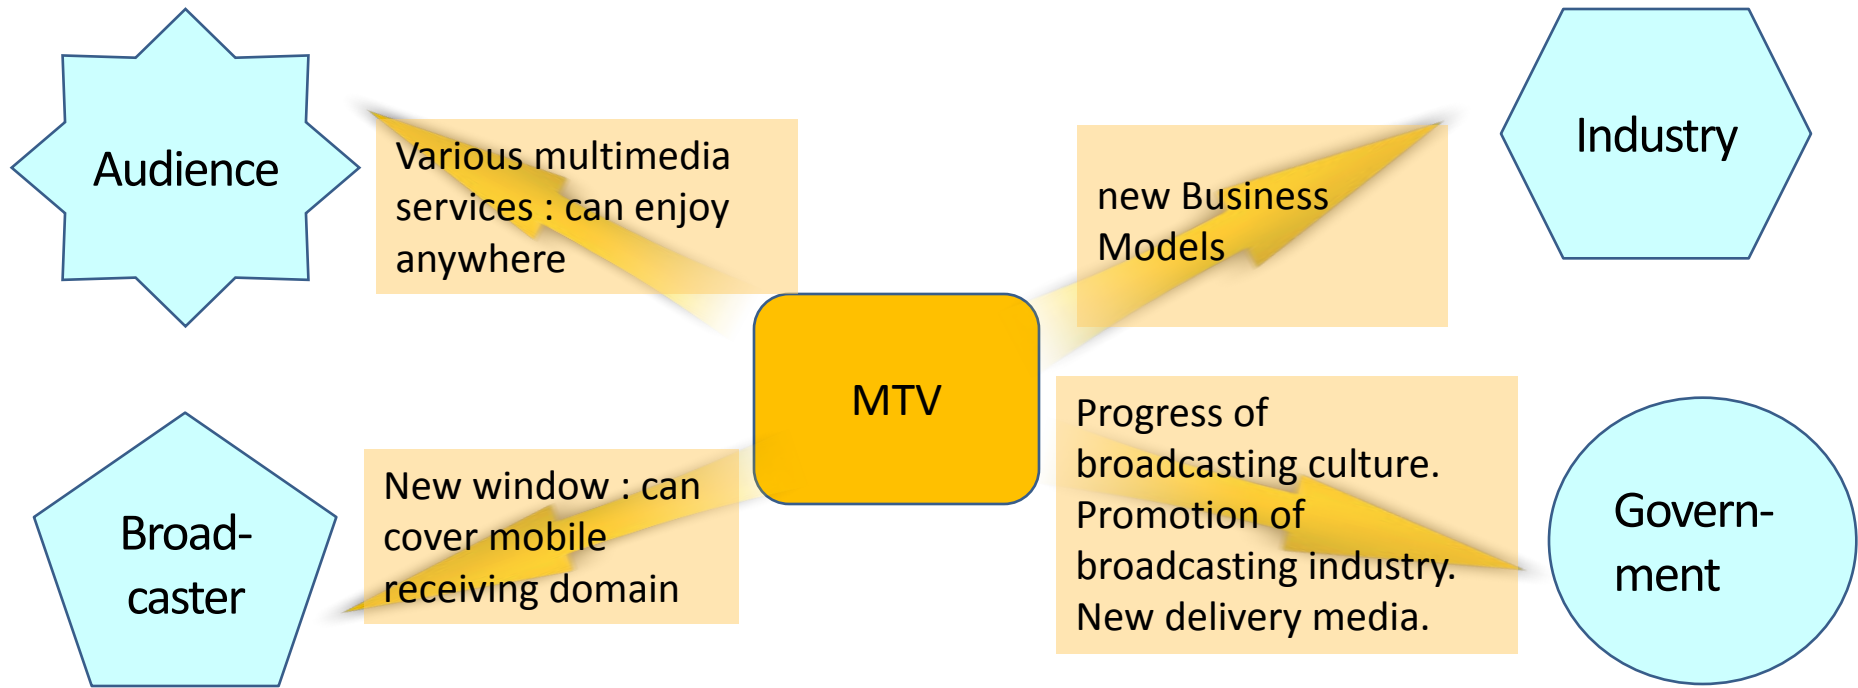 Audience
Various multimedia
services : can enjoy
anywhere
new Business
Models
Industry
MTV
Broad-
caster
New window : can
cover mobile
receiving domain
Progress of
broadcasting culture.
Promotion of
broadcasting industry.
New delivery media.
Govern-
ment